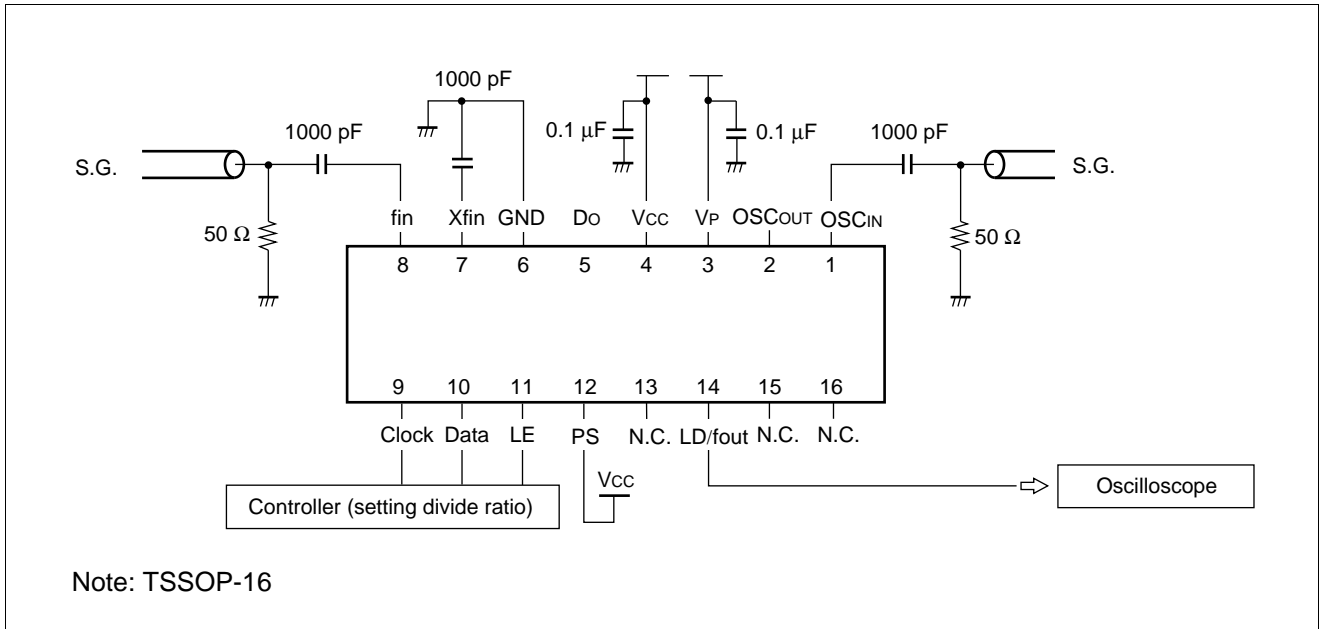 1000 pF
1000 pF
0.1 µF
0.1 µF
1000 pF
S.G.
S.G.
50 Ω
50 Ω
fin Xfin GND DO VCC VP OSCOUT OSCIN
8 7 6 5 4 3 2 1
9 10 11 12 13 14 15 16
Clock Data LE PS N.C. LD/fout N.C. N.C.
VCC
Controller (setting divide ratio)
Oscilloscope
Note: TSSOP-16